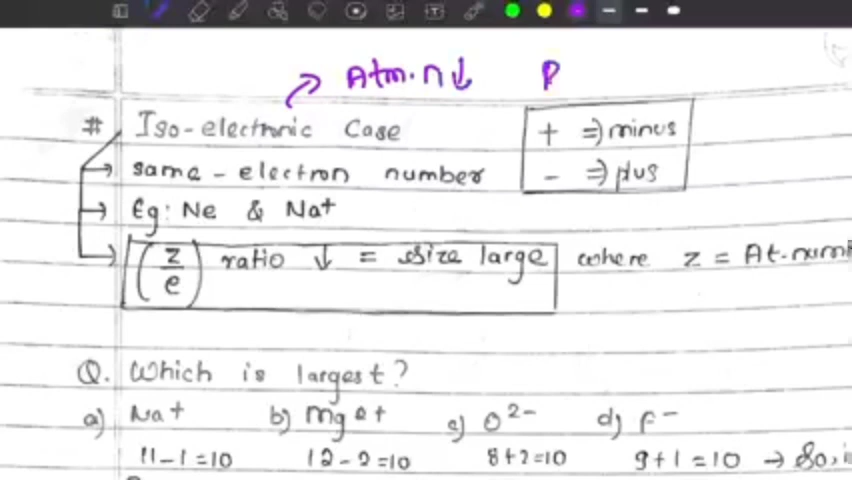 Atm.n↓ P
# Iso-electronic Case
+ ⇒ minus
→ same-electron number
- ⇒ plus
→ Eg: Ne & Na+
→ (z/e) ratio ↓ = size large where z = At.num
Q. Which is largest?
a) Na+ b) Mg2+ c) O2- d) F-
11-1=10 12-2=10 8+2=10 9+1=10 → So,